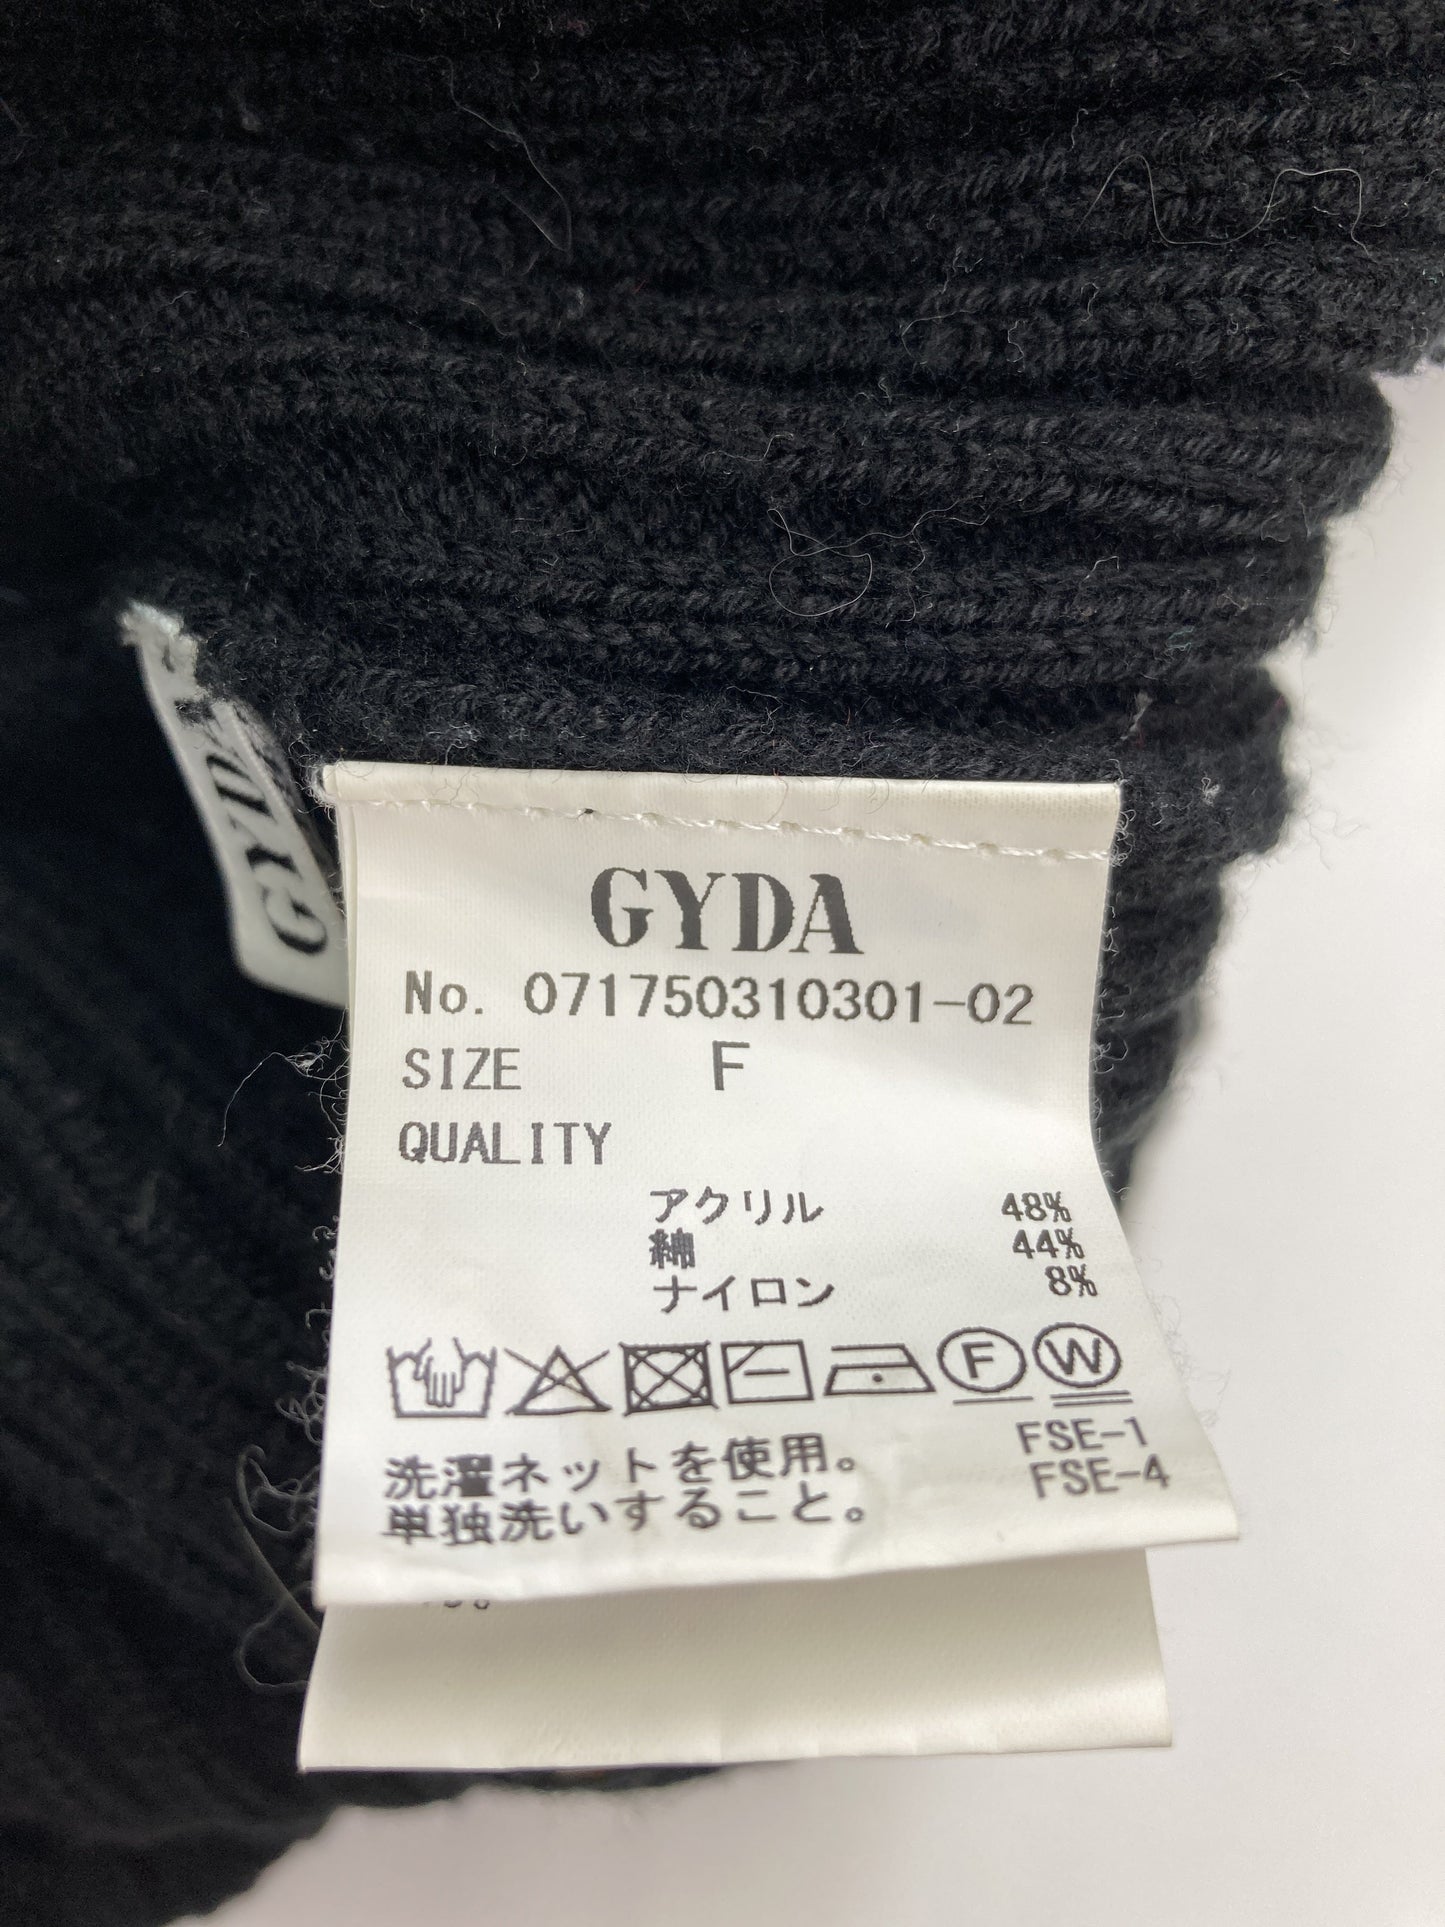 GYDA
GYDA
No. 071750310301-02
SIZE F
QUALITY
アクリル 48%
綿 44%
ナイロン 8%
F W
洗濯ネットを使用。 FSE-1
単独洗いすること。 FSE-4